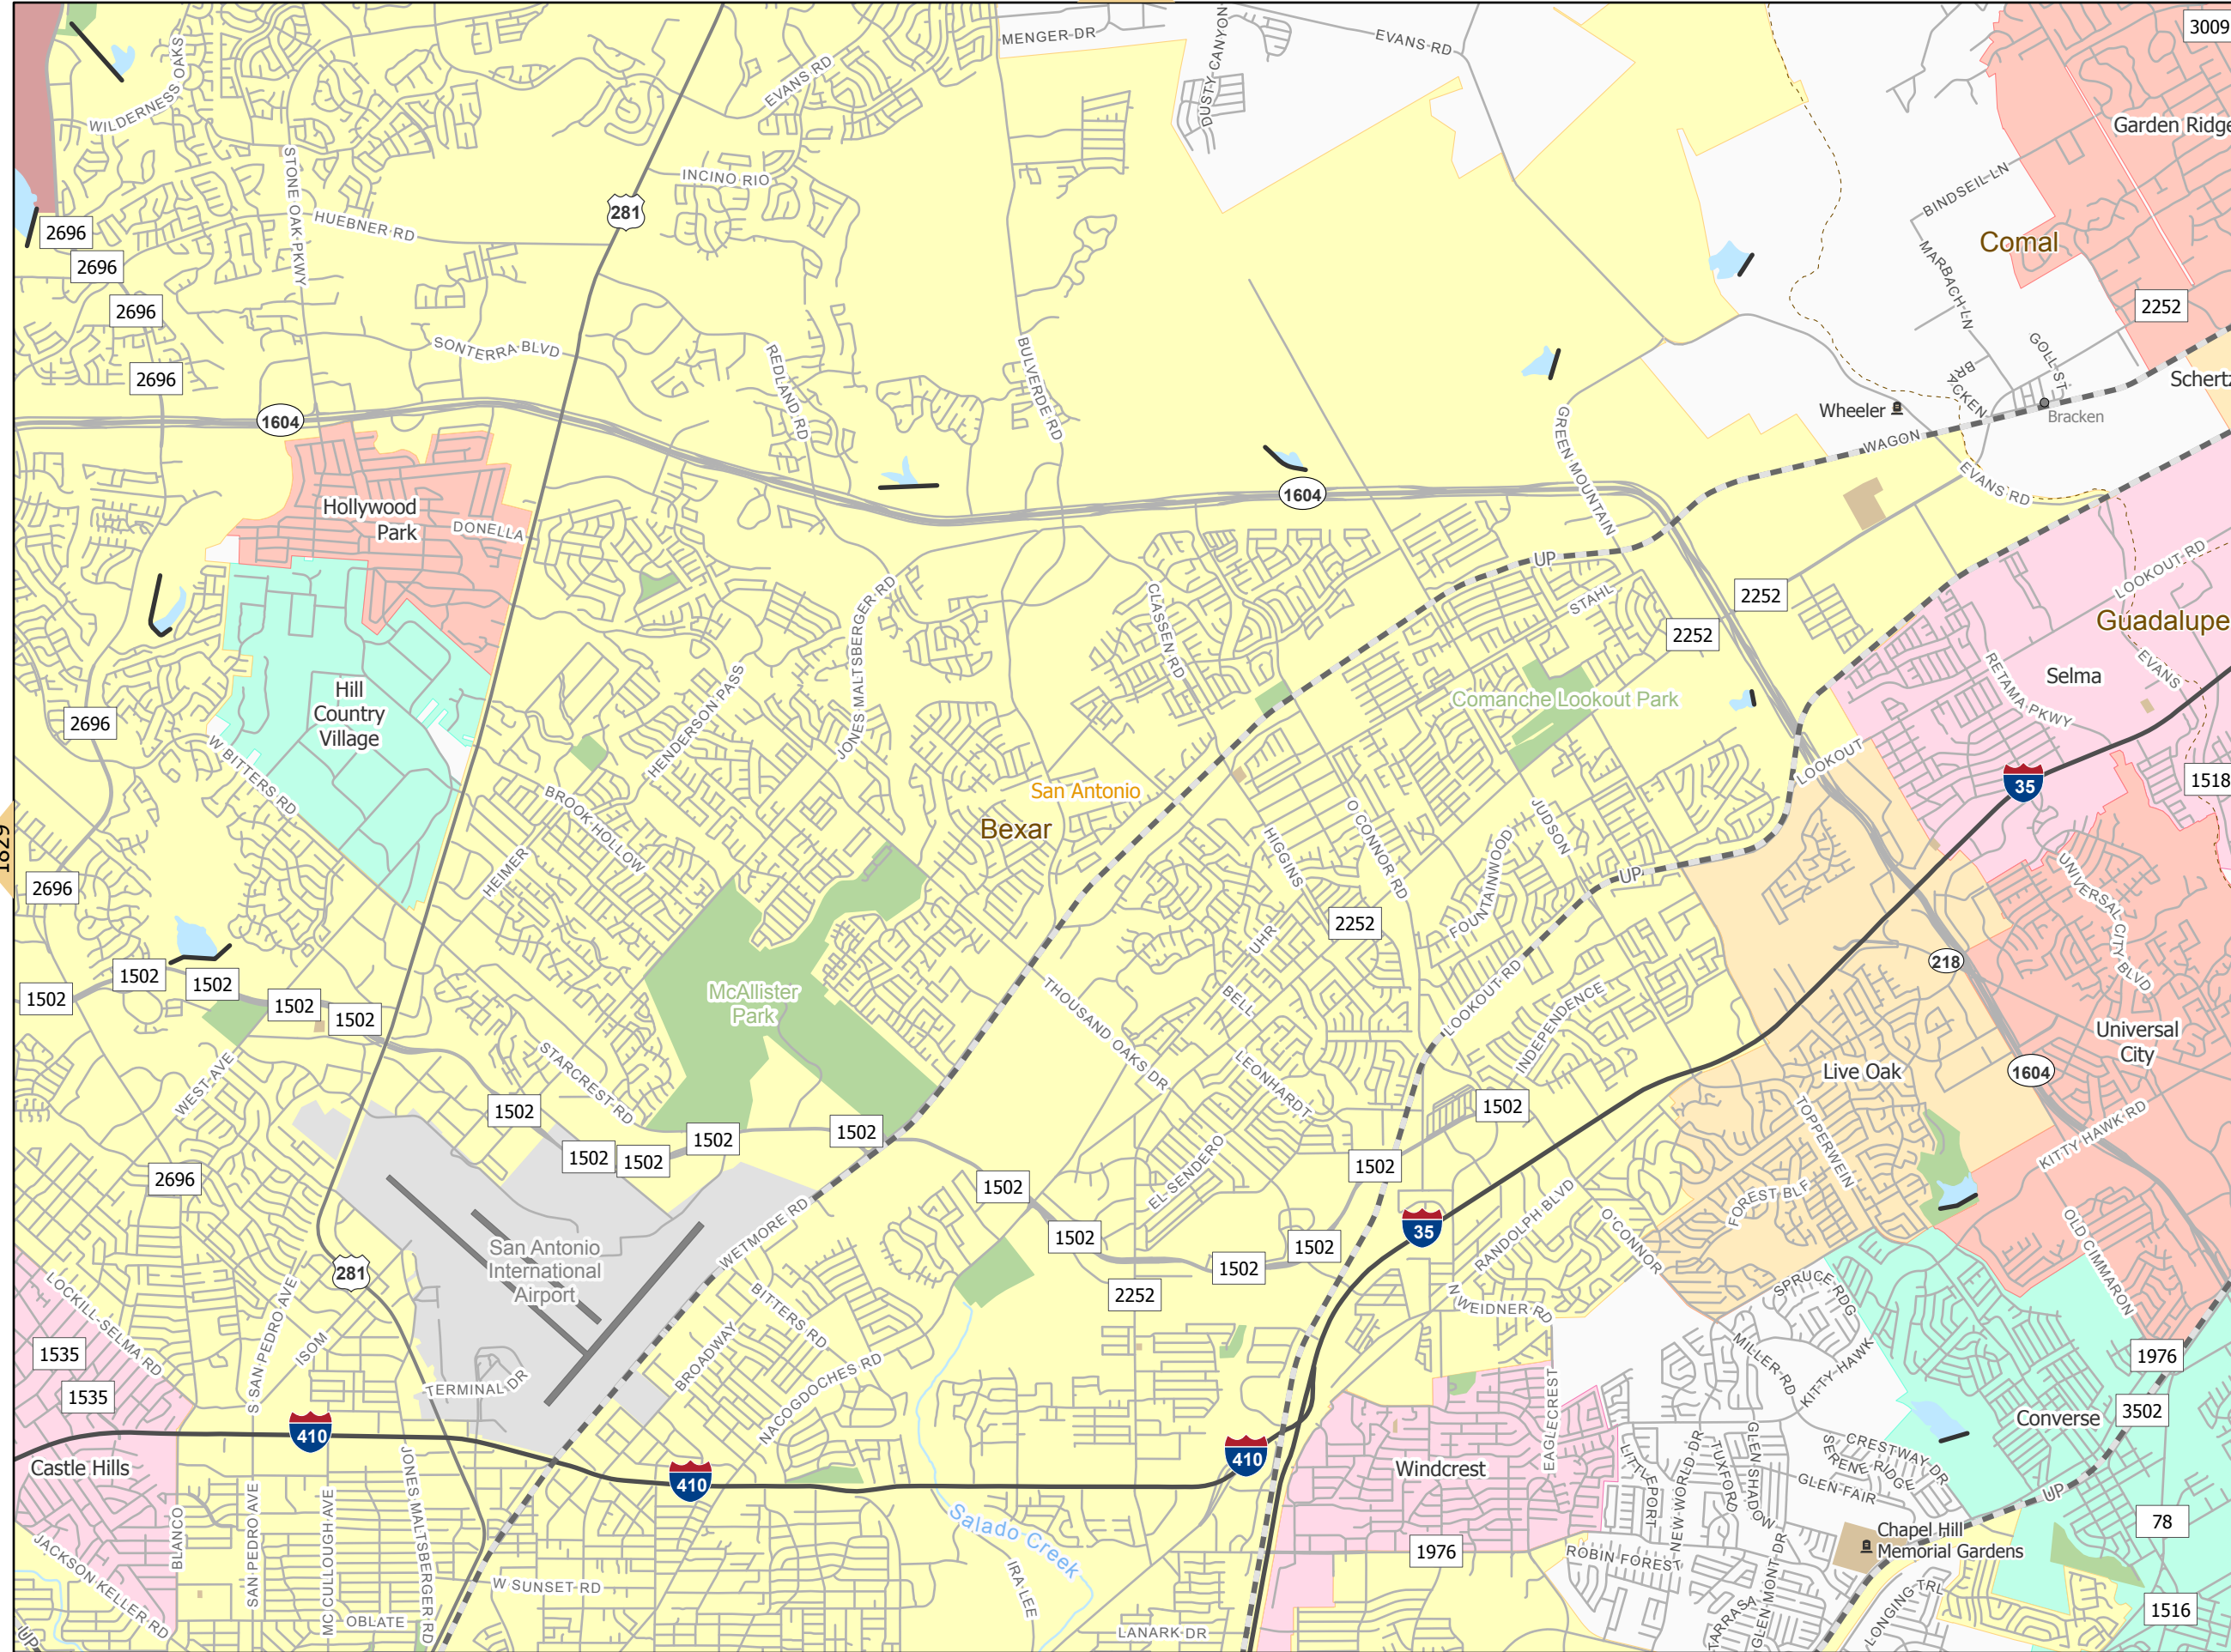 MENGER DR
DUSTY CANYON
EVANS RD
3009
WILDERNESS OAKS
EVANS RD
Garden Ridge
STONE OAK PKWY
INCINO RIO
BINDSEIL LN
281
HUEBNER RD
2696
Comal
2696
MARBACH LN
2696
2252
SONTERRA BLVD
REDLAND RD
BULVERDE RD
GOLL ST
2696
BRACKEN
Schertz
1604
Wheeler
Bracken
GREEN MOUNTAIN
WAGON
Hollywood
Park
1604
EVANS RD
DONELLA
UP
LOOKOUT RD
STAHL
2252
CLASSEN RD
JONES MALTSBERGER RD
2252
Guadalupe
Hill
Country
Village
HENDERSON PASS
Comanche Lookout Park
Selma
EVANS
RETAMA PKWY
2696
W BITTERS RD
LOOKOUT
35
1518
San Antonio
BROOK HOLLOW
Bexar
O CONNOR RD
JUDSON
1829
HEIMER
HIGGINS
FOUNTAINWOOD
UP
2696
UNIVERSAL CITY BLVD
2252
UHR
218
1502
1502
1502
1502
1502
McAllister
Park
THOUSAND OAKS DR
BELL
LOOKOUT RD
INDEPENDENCE
Universal
City
STARCREST RD
LEONHARDT
Live Oak
1604
WEST AVE
1502
1502
TOPPERWEIN
KITTY HAWK RD
1502
1502
1502
1502
2696
EL SENDERO
1502
1502
FOREST BLF
WETMORE RD
RANDOLPH BLVD
O'CONNOR
OLD CIMMARON
San Antonio
International
Airport
1502
1502
1502
35
281
LOCKILL-SELMA RD
S SAN PEDRO AVE
BITTERS RD
2252
N WEIDNER RD
SPRUCE RDG
ISOM
BROADWAY
1535
MILLER RD
KITTY HAWK
1976
TERMINAL DR
NACOGDOCHES RD
1535
EAGLECREST
3502
Converse
410
410
410
Castle Hills
Windcrest
LITTLEPORT
NEW WORLD DR
TUXFORD
GLEN SHADOW
SERENE RIDGE
CRESTWAY DR
GLEN FAIR
UP
BLANCO
SAN PEDRO AVE
MC CULLOUGH AVE
JONES MALTSBERGER RD
Salado Creek
78
Chapel Hill
Memorial Gardens
1976
JACKSON KELLER RD
ROBIN FOREST
W SUNSET RD
IRA LEE
GLEN MONT DR
LONGING TRL
1516
OBLATE
LANARK DR
TARASA
UP